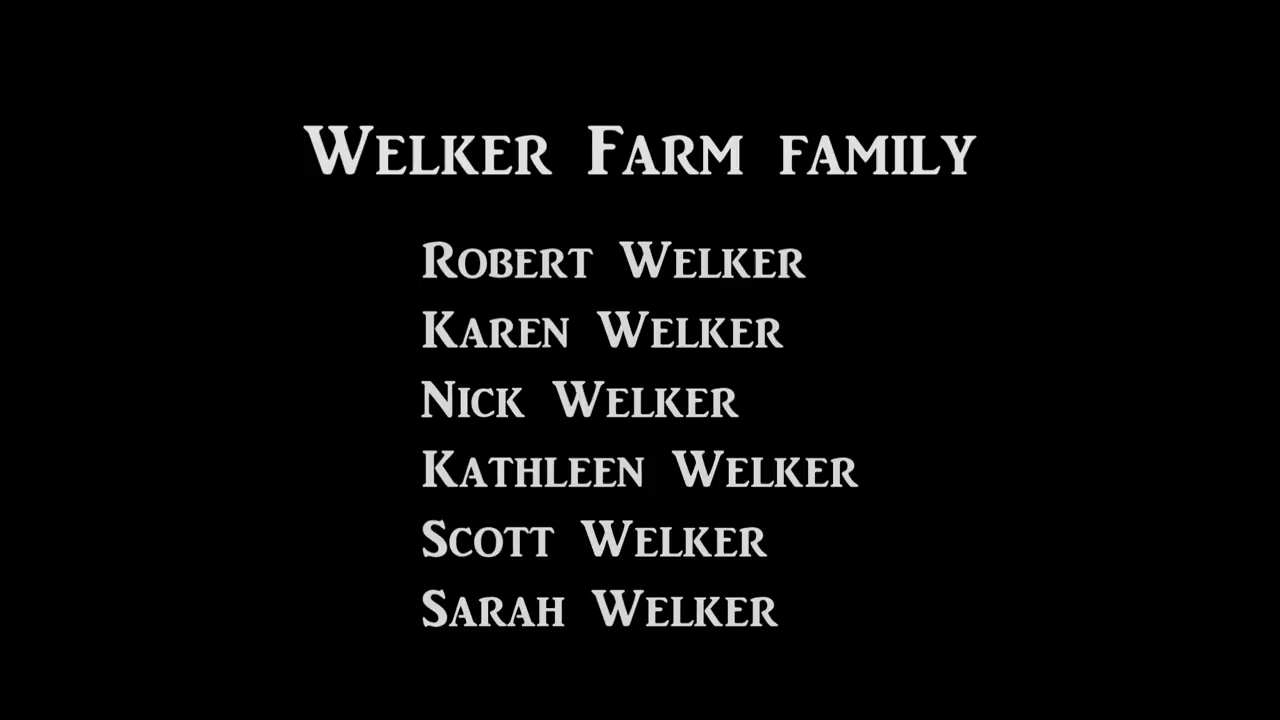 Welker Farm family
Robert Welker
Karen Welker
Nick Welker
Kathleen Welker
Scott Welker
Sarah Welker